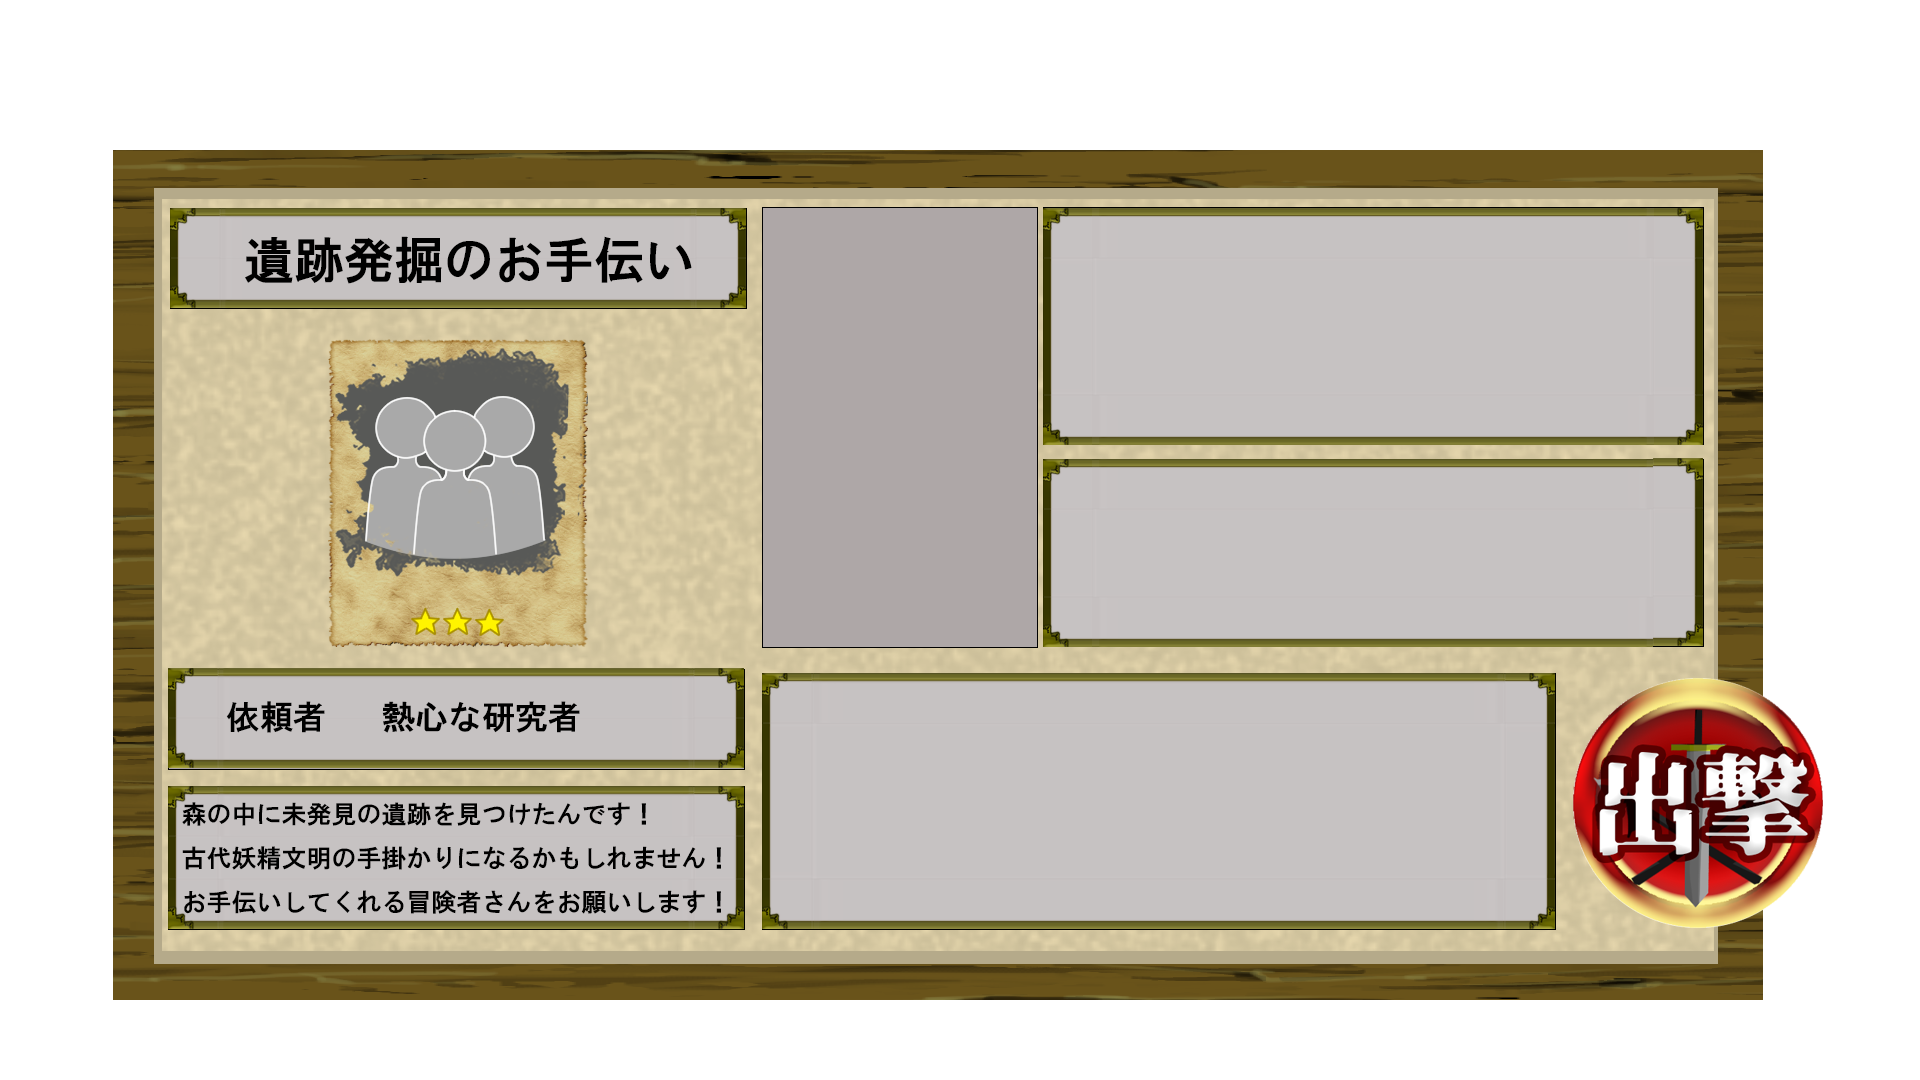 遺跡発掘のお手伝い
依頼者　熱心な研究者
森の中に未発見の遺跡を見つけたんです！
古代妖精文明の手掛かりになるかもしれません！
お手伝いしてくれる冒険者さんをお願いします！
出撃